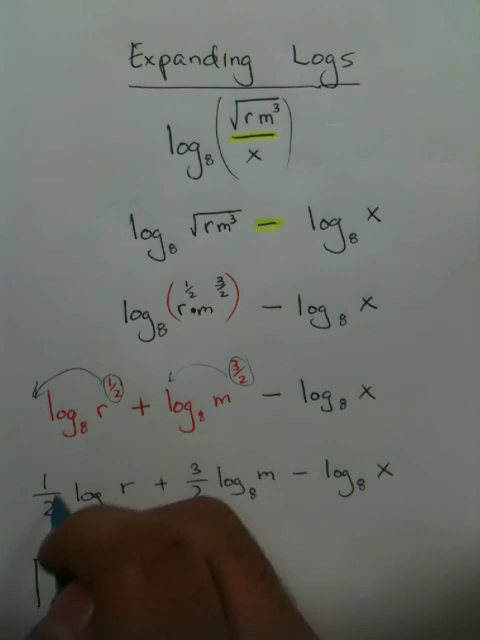 Expanding Logs
log₈(√rm³/x)
log₈ √rm³ − log₈ x
log₈(r^½ • m^3/2) − log₈ x
log₈ r^½ + log₈ m^3/2 − log₈ x
½ log r + 3/2 log₈ m − log₈ x